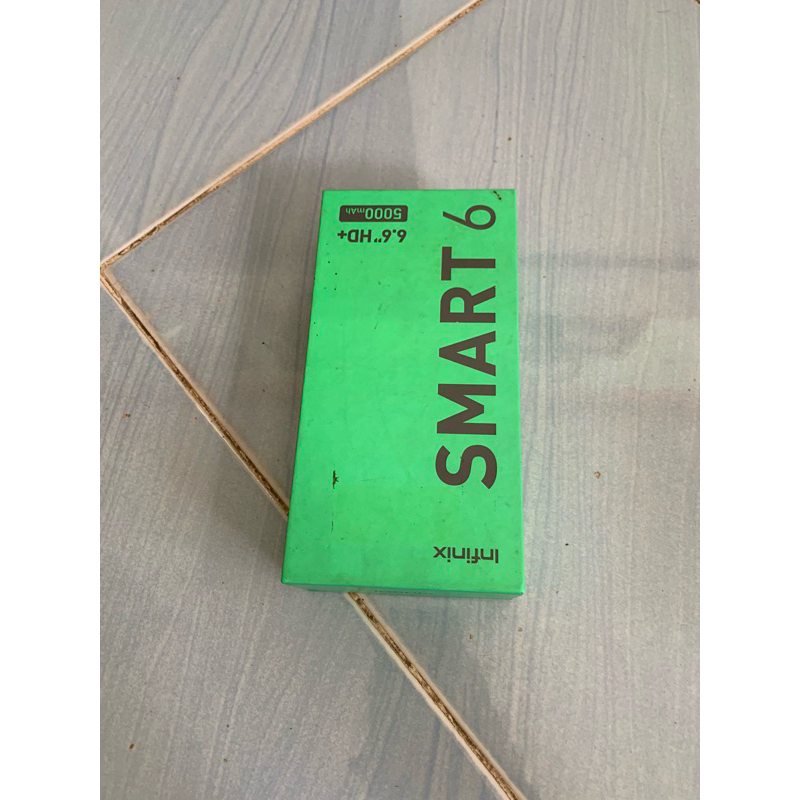 Infinix
SMART 6
6.6" HD+
5000mAh